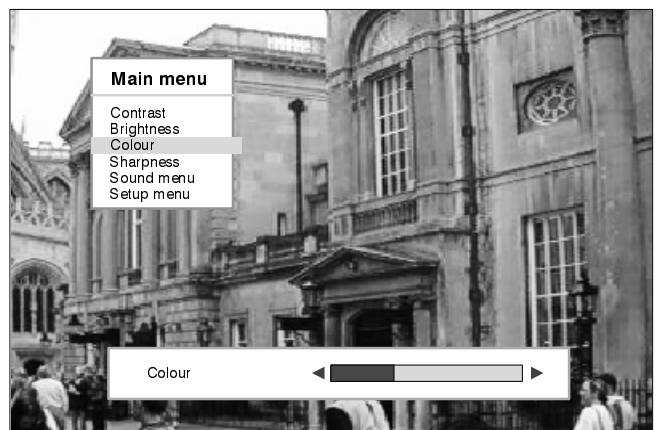 Main menu
Contrast
Brightness
Colour
Sharpness
Sound menu
Setup menu
Colour